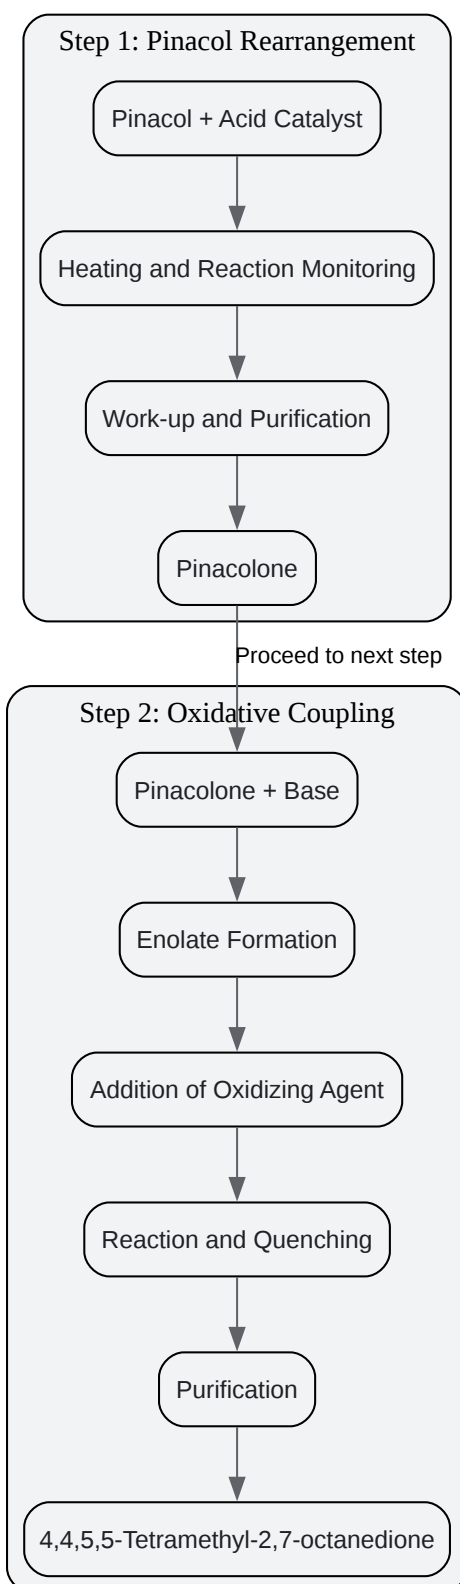 Step 1: Pinacol Rearrangement
Pinacol + Acid Catalyst
Heating and Reaction Monitoring
Work-up and Purification
Pinacolone
Proceed to next step
Step 2: Oxidative Coupling
Pinacolone + Base
Enolate Formation
Addition of Oxidizing Agent
Reaction and Quenching
Purification
4,4,5,5-Tetramethyl-2,7-octanedione